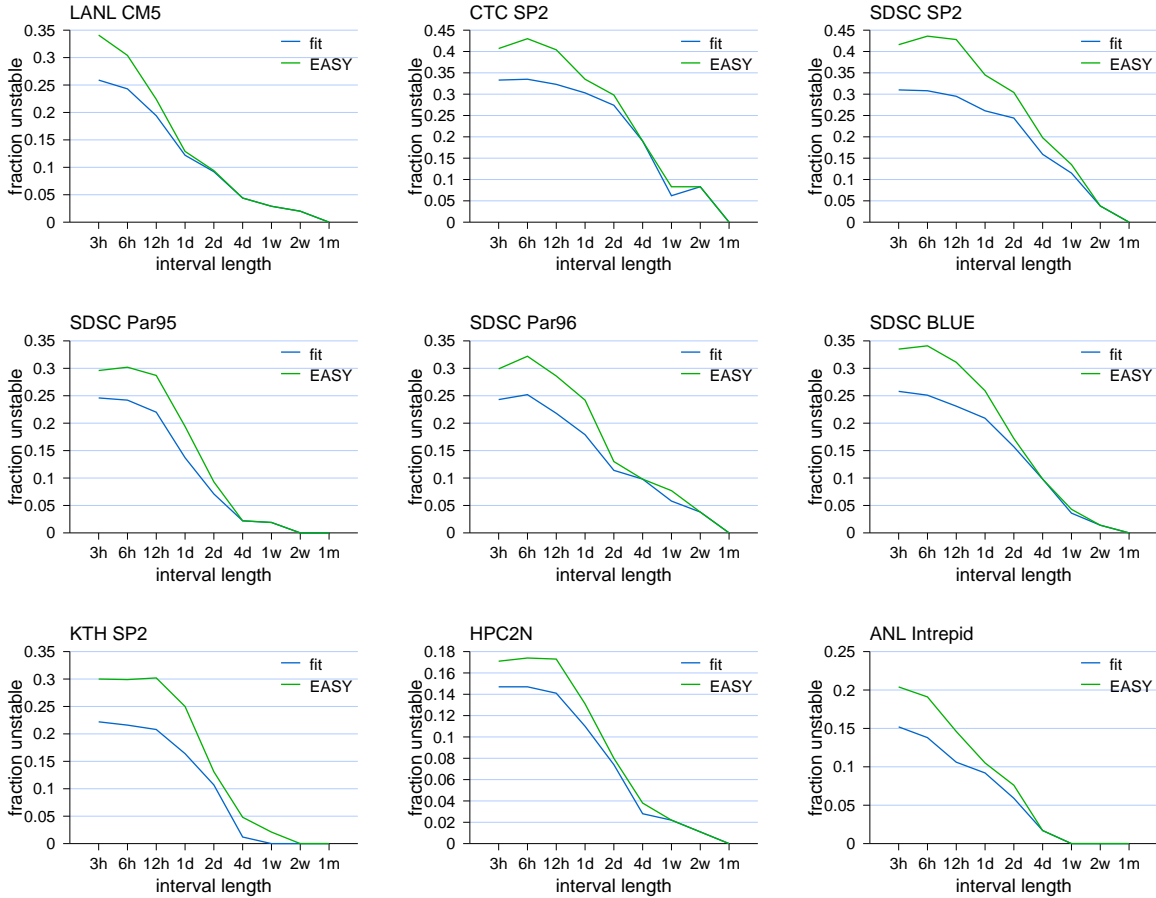 LANL CM5
fraction unstable
0.35
0.3
0.25
0.2
0.15
0.1
0.05
0
fit
EASY
3h 6h 12h 1d 2d 4d 1w 2w 1m
interval length
CTC SP2
fraction unstable
0.45
0.4
0.35
0.3
0.25
0.2
0.15
0.1
0.05
0
fit
EASY
3h 6h 12h 1d 2d 4d 1w 2w 1m
interval length
SDSC SP2
fraction unstable
0.45
0.4
0.35
0.3
0.25
0.2
0.15
0.1
0.05
0
fit
EASY
3h 6h 12h 1d 2d 4d 1w 2w 1m
interval length
SDSC Par95
fraction unstable
0.35
0.3
0.25
0.2
0.15
0.1
0.05
0
fit
EASY
3h 6h 12h 1d 2d 4d 1w 2w 1m
interval length
SDSC Par96
fraction unstable
0.35
0.3
0.25
0.2
0.15
0.1
0.05
0
fit
EASY
3h 6h 12h 1d 2d 4d 1w 2w 1m
interval length
SDSC BLUE
fraction unstable
0.35
0.3
0.25
0.2
0.15
0.1
0.05
0
fit
EASY
3h 6h 12h 1d 2d 4d 1w 2w 1m
interval length
KTH SP2
fraction unstable
0.35
0.3
0.25
0.2
0.15
0.1
0.05
0
fit
EASY
3h 6h 12h 1d 2d 4d 1w 2w 1m
interval length
HPC2N
fraction unstable
0.18
0.16
0.14
0.12
0.1
0.08
0.06
0.04
0.02
0
fit
EASY
3h 6h 12h 1d 2d 4d 1w 2w 1m
interval length
ANL Intrepid
fraction unstable
0.25
0.2
0.15
0.1
0.05
0
fit
EASY
3h 6h 12h 1d 2d 4d 1w 2w 1m
interval length